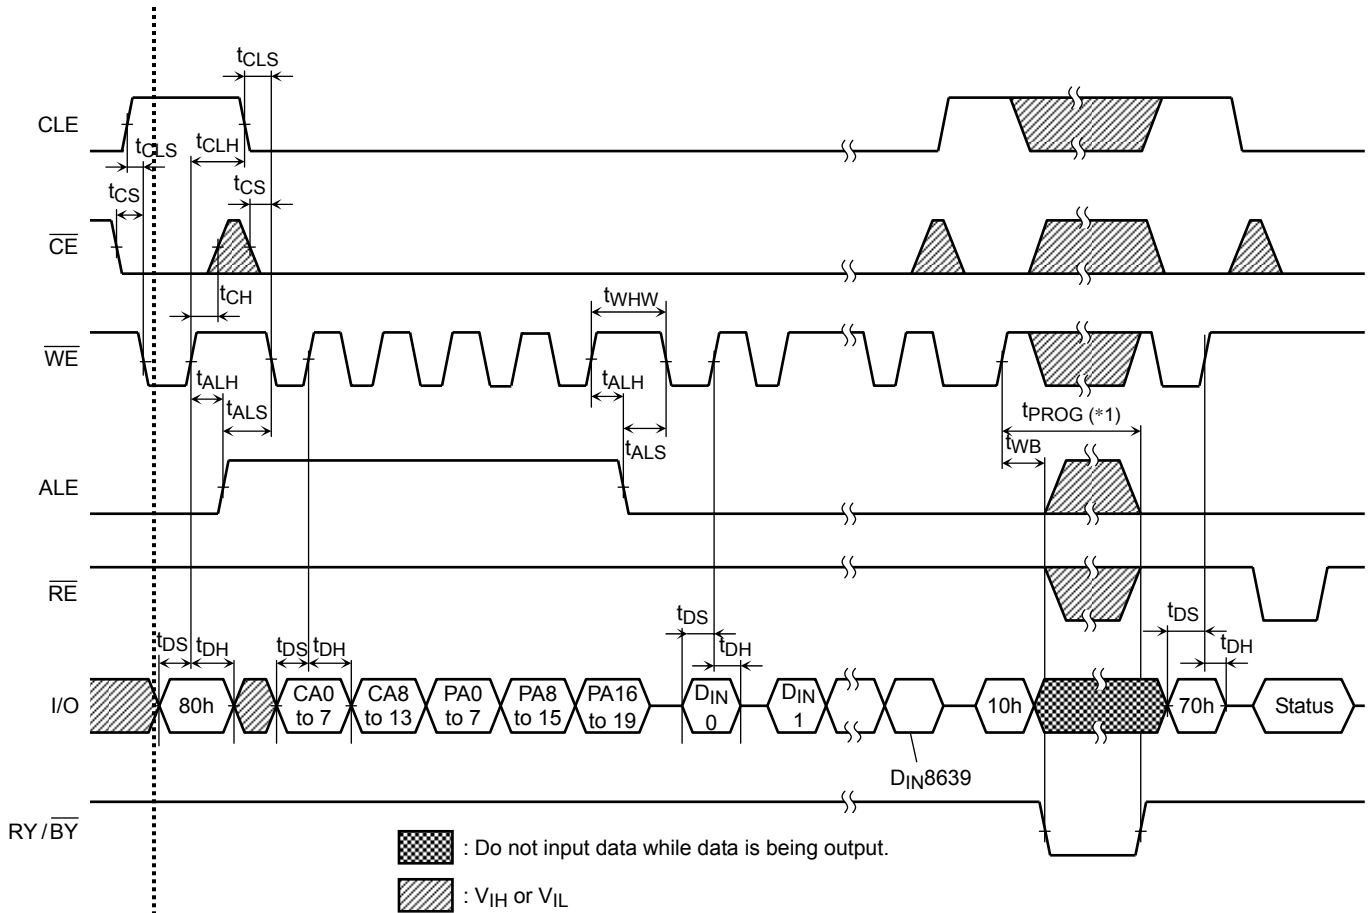 tCLS
CLE
tCLS
tCLH
tCS
tCS
CE
tCH
tWHW
WE
tALH
tALH
tALS
tPROG (*1)
tALS
tWB
ALE
RE
tDS
tDH
tDS
tDH
tDS
tDH
tDS
tDH
I/O
80h
CA0
to 7
CA8
to 13
PA0
to 7
PA8
to 15
PA16
to 19
DIN
0
DIN
1
10h
70h
Status
DIN8639
RY/BY
: Do not input data while data is being output.
: VIH or VIL